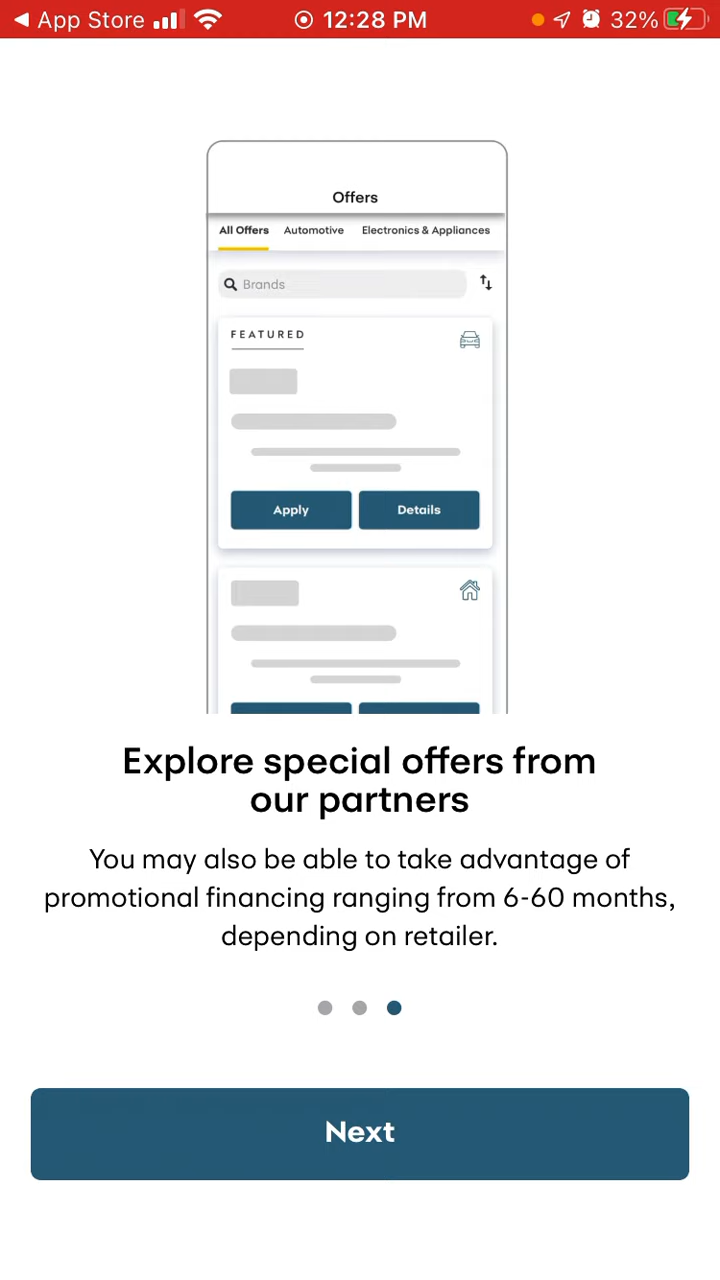 App Store 12:28 PM 32%
Offers
All Offers Automotive Electronics & Appliances
Brands
FEATURED
Apply Details
Explore special offers from
our partners
You may also be able to take advantage of
promotional financing ranging from 6-60 months,
depending on retailer.
Next